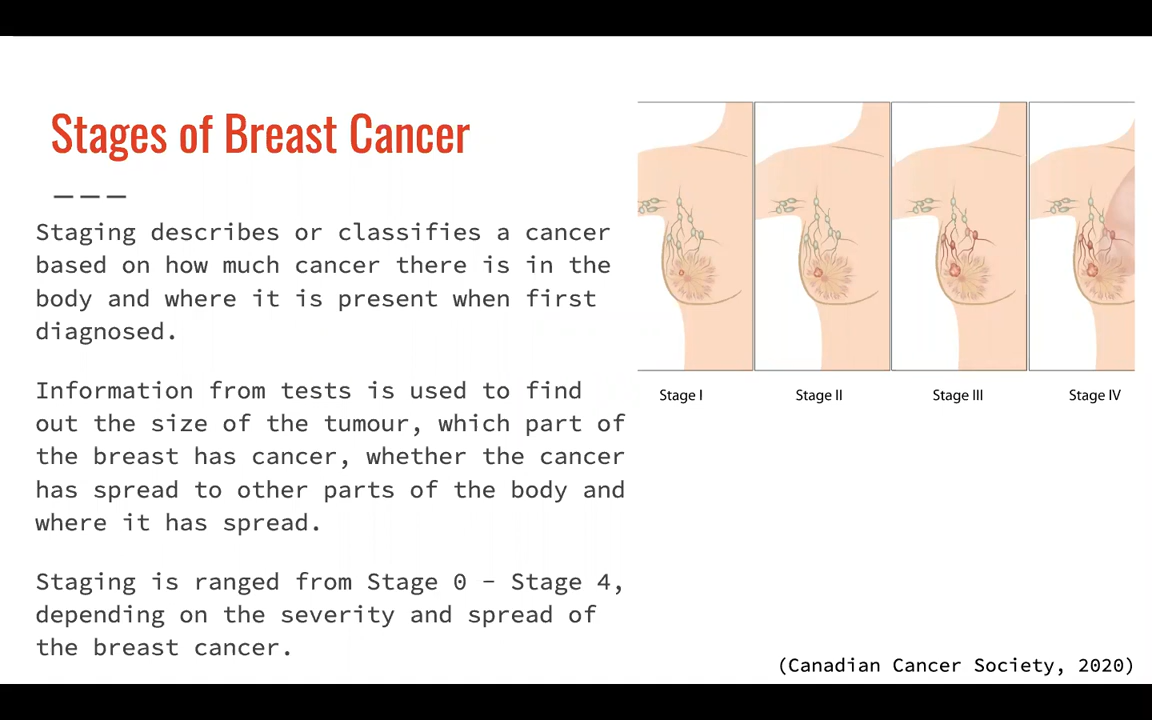 Stages of Breast Cancer
Staging describes or classifies a cancer
based on how much cancer there is in the
body and where it is present when first
diagnosed.
Information from tests is used to find
out the size of the tumour, which part of
the breast has cancer, whether the cancer
has spread to other parts of the body and
where it has spread.
Staging is ranged from Stage 0 – Stage 4,
depending on the severity and spread of
the breast cancer.
Stage I
Stage II
Stage III
Stage IV
(Canadian Cancer Society, 2020)